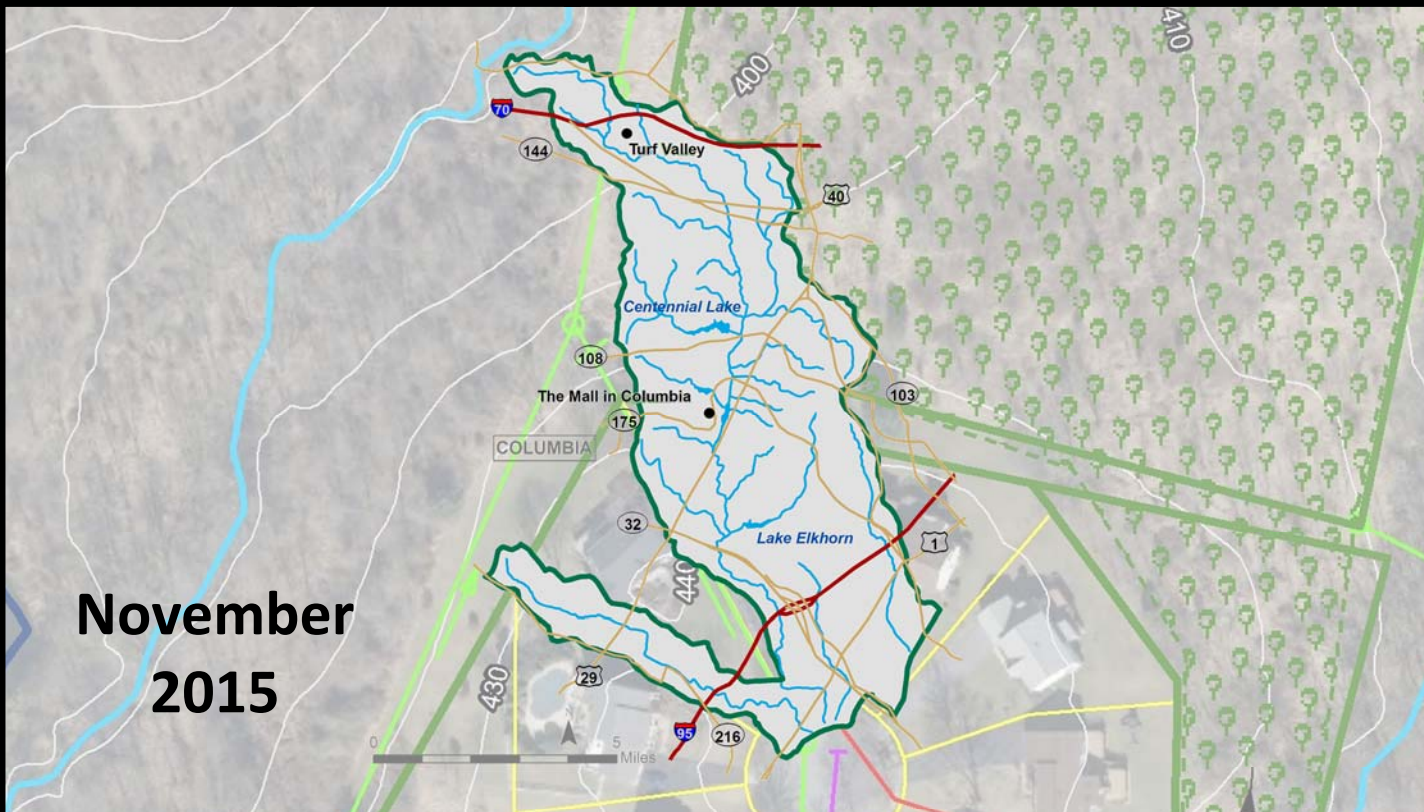 410
400
70
144
Turf Valley
40
Centennial Lake
108
The Mall in Columbia
103
175
COLUMBIA
32
Lake Elkhorn
1
440
November
2015
430
29
95
216
0
5
Miles